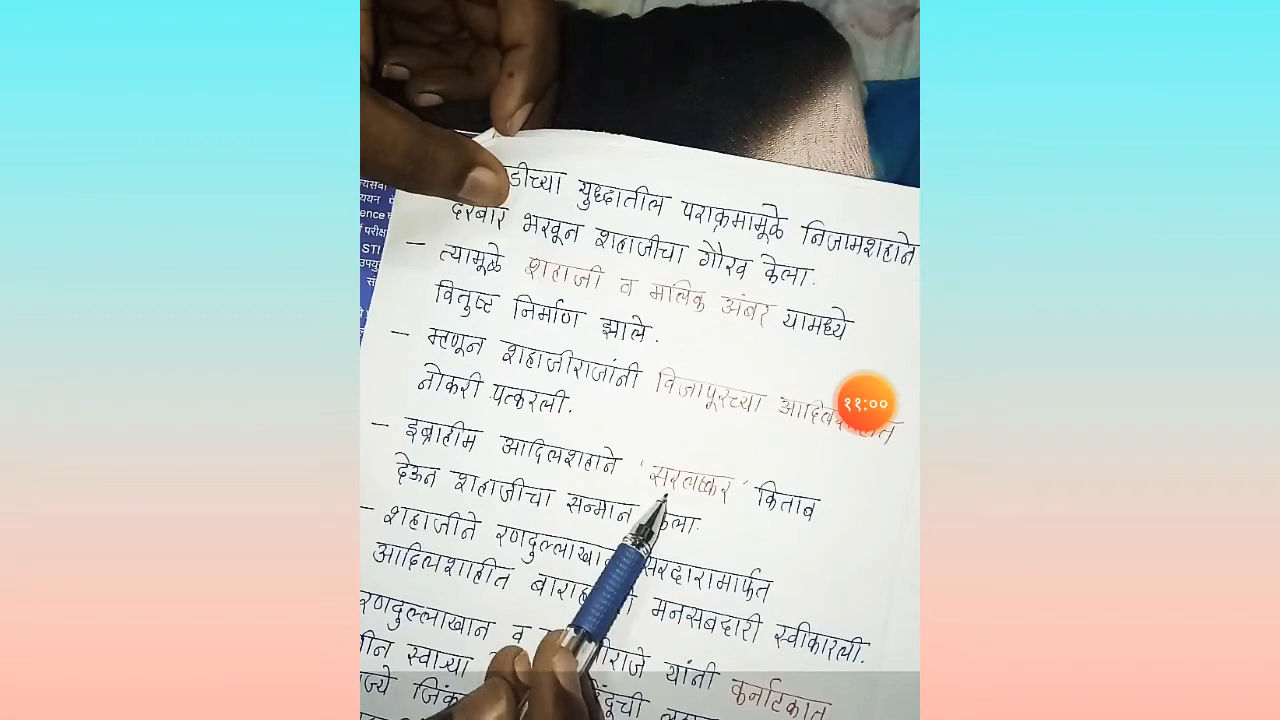 डीच्या युध्दातील पराक्रमामूळे निजामशहाने
दरबार भरवून शहाजीचा गौरव केला.
– त्यामूळे शहाजी व मलिक अंबर यामध्ये
वितुष्ट निर्माण झाले.
– म्हणून शहाजीराजांनी विजापूरच्या
नोकरी पत्करली.
– इब्राहीम आदिलशहाने 'सरलष्कर' किताब
देऊन शहाजीचा सन्मान केला.
– शहाजीने रणदुल्लाखान सरदारामार्फत
आदिलशाहीत मनसबदारी स्वीकारली.
रणदुल्लाखान व यांनी कर्नाटकात
स्वाऱ्या
ence
STI
११:००